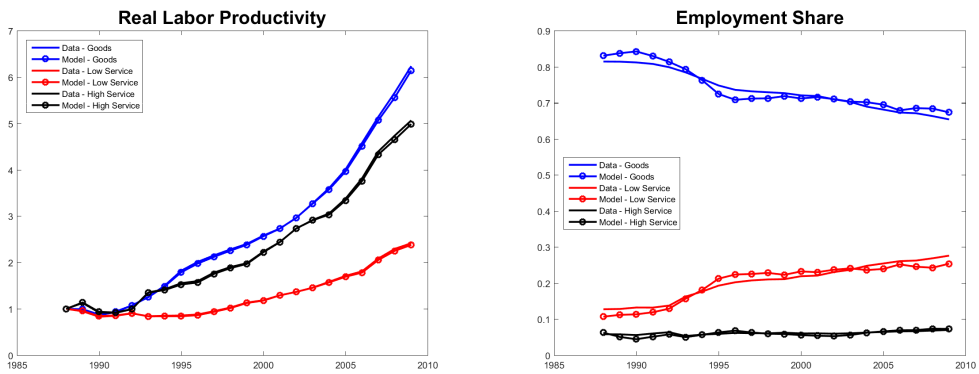 Real Labor Productivity
7
6
5
4
3
2
1
0
Data - Goods
Model - Goods
Data - Low Service
Model - Low Service
Data - High Service
Model - High Service
1985 1990 1995 2000 2005 2010
Employment Share
0.9
0.8
0.7
0.6
0.5
0.4
0.3
0.2
0.1
0
Data - Goods
Model - Goods
Data - Low Service
Model - Low Service
Data - High Service
Model - High Service
1985 1990 1995 2000 2005 2010